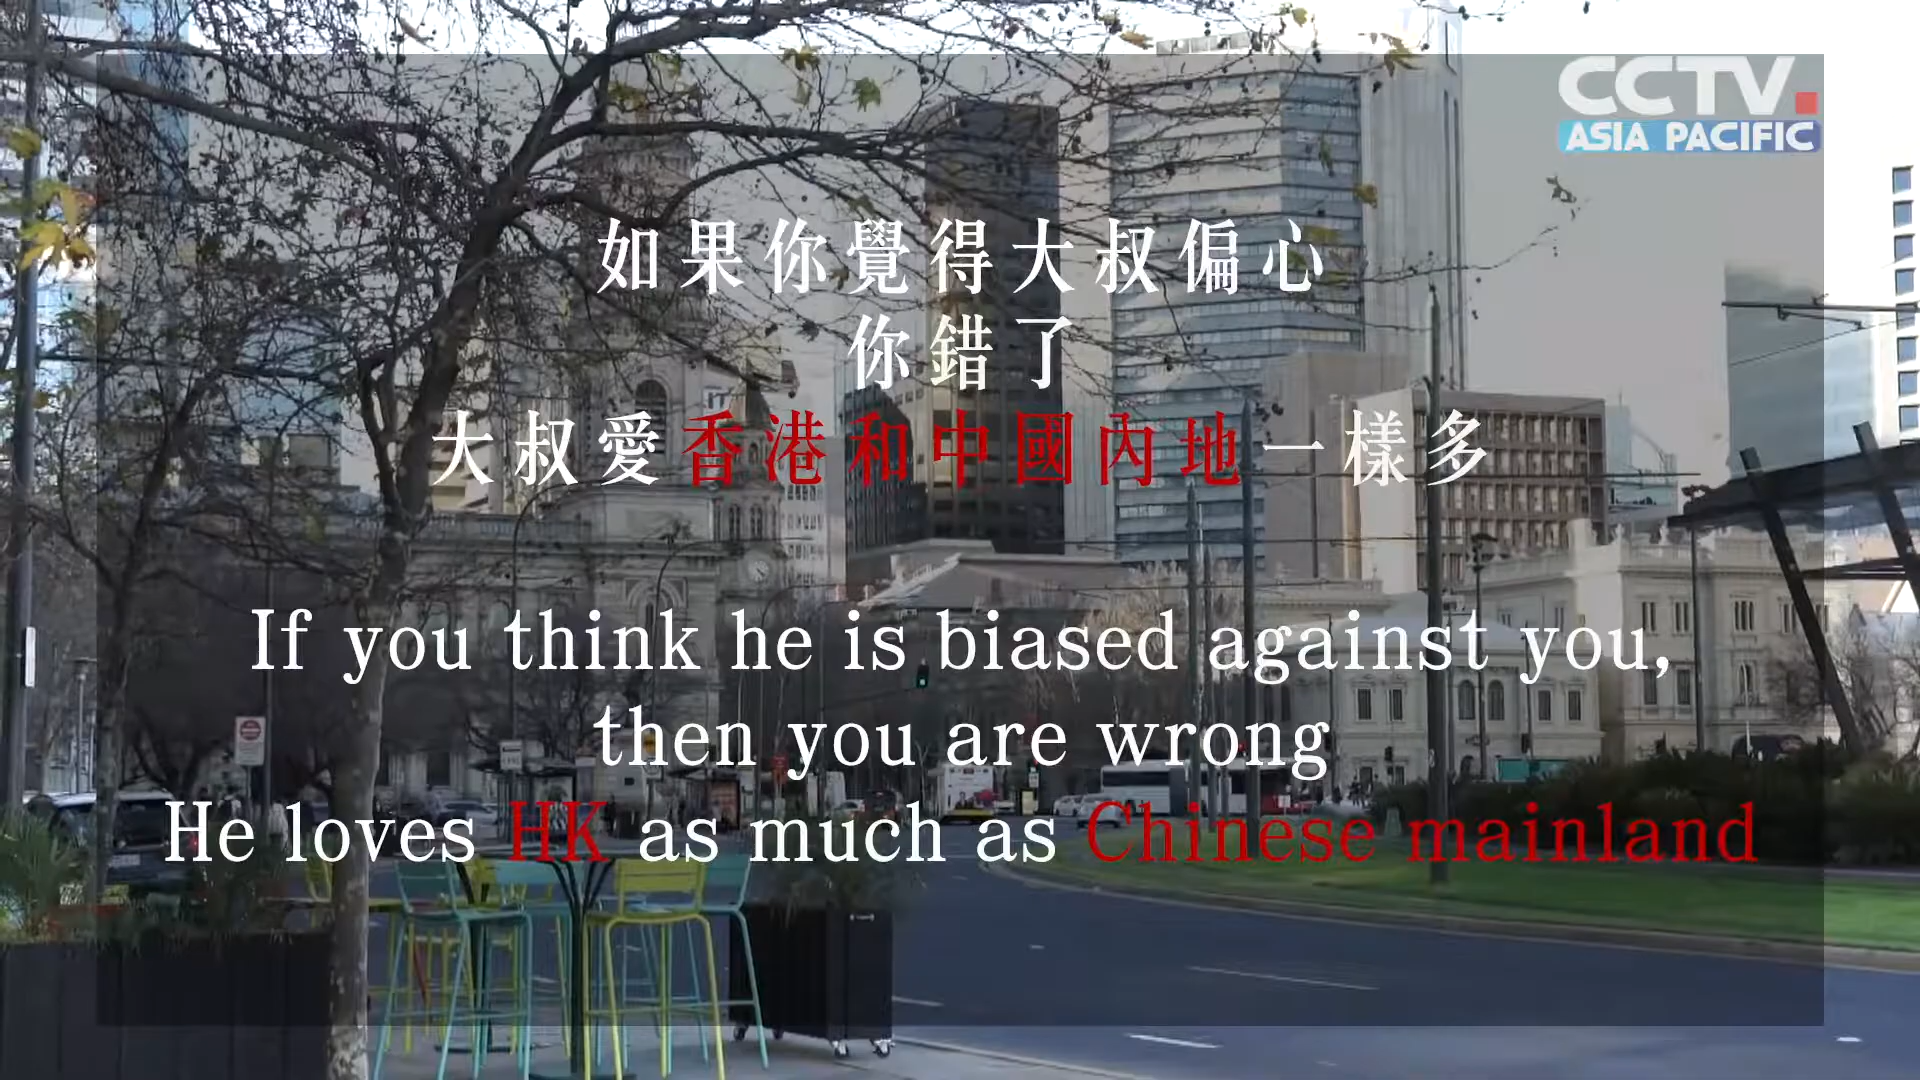 CCTV
ASIA PACIFIC
如果你覺得大叔偏心
你錯了
大叔愛香港和中國內地一樣多
If you think he is biased against you,
then you are wrong
He loves HK as much as Chinese mainland